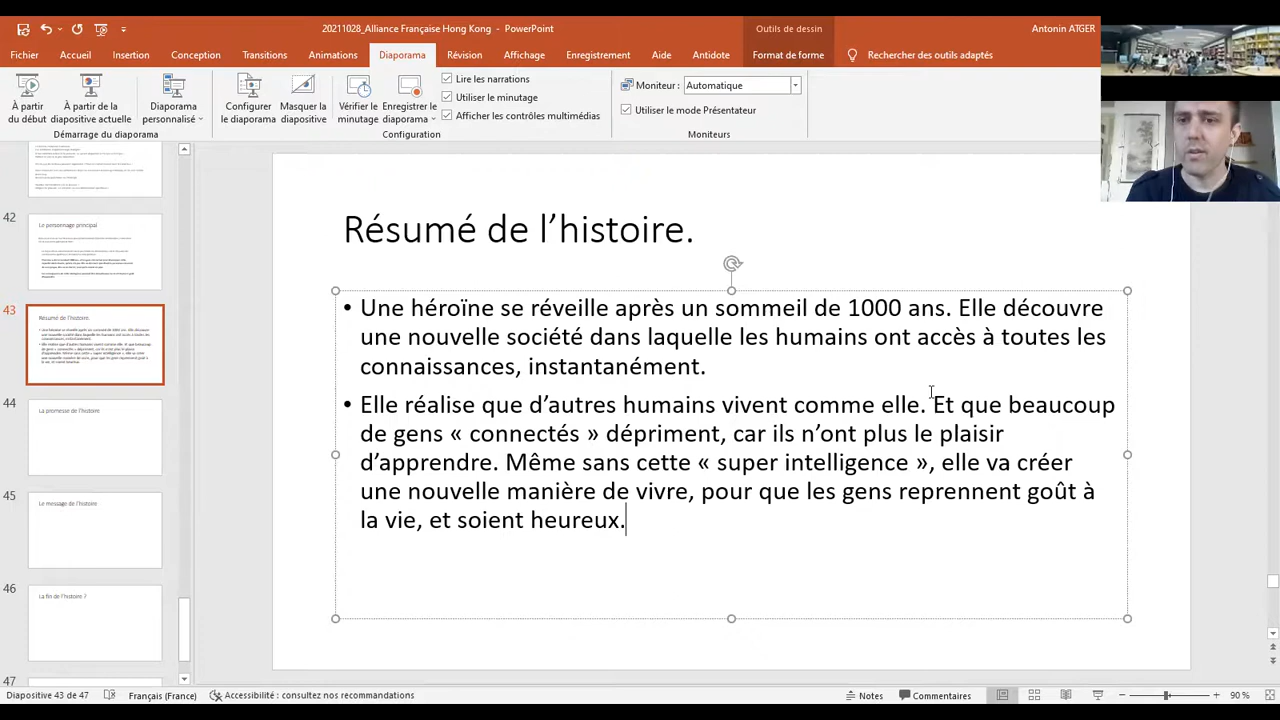 20211028_Alliance Française Hong Kong - PowerPoint
Outils de dessin
Antonin ATGER
Fichier Accueil Insertion Conception Transitions Animations Diaporama Révision Affichage Enregistrement Aide Antidote Format de forme Rechercher des outils adaptés
À partir du début
À partir de la diapositive actuelle
Diaporama personnalisé
Configurer le diaporama
Masquer la diapositive
Vérifier le minutage
Enregistrer le diaporama
Lire les narrations
Utiliser le minutage
Afficher les contrôles multimédias
Moniteur : Automatique
Utiliser le mode Présentateur
Démarrage du diaporama
Configuration
Moniteurs
42
Le personnage principal
43
Résumé de l'histoire.
44
La promesse de l'histoire
45
Le message de l'histoire
46
La fin de l'histoire ?
47
Résumé de l’histoire.
• Une héroïne se réveille après un sommeil de 1000 ans. Elle découvre
une nouvelle société dans laquelle les humains ont accès à toutes les
connaissances, instantanément.
• Elle réalise que d’autres humains vivent comme elle. Et que beaucoup
de gens « connectés » dépriment, car ils n’ont plus le plaisir
d’apprendre. Même sans cette « super intelligence », elle va créer
une nouvelle manière de vivre, pour que les gens reprennent goût à
la vie, et soient heureux.
Diapositive 43 de 47 Français (France) Accessibilité : consultez nos recommandations Notes Commentaires 90 %